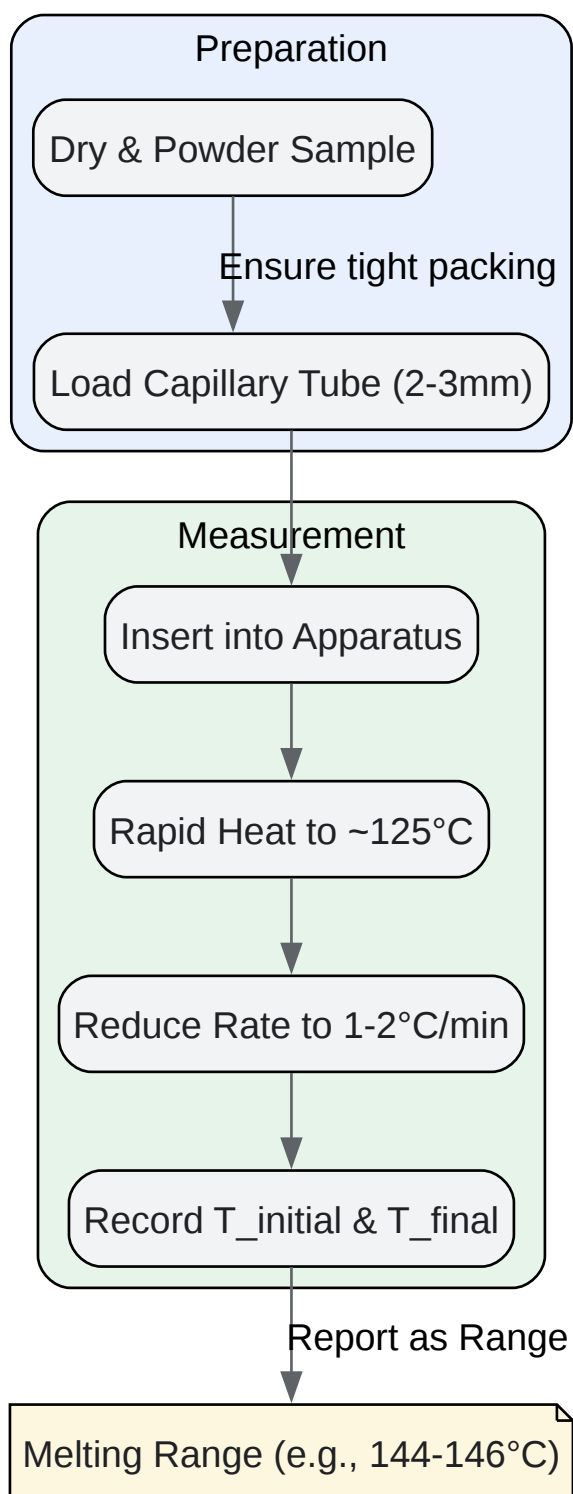 Preparation
Dry & Powder Sample
Ensure tight packing
Load Capillary Tube (2-3mm)
Measurement
Insert into Apparatus
Rapid Heat to ~125°C
Reduce Rate to 1-2°C/min
Record T_initial & T_final
Report as Range
Melting Range (e.g., 144-146°C)